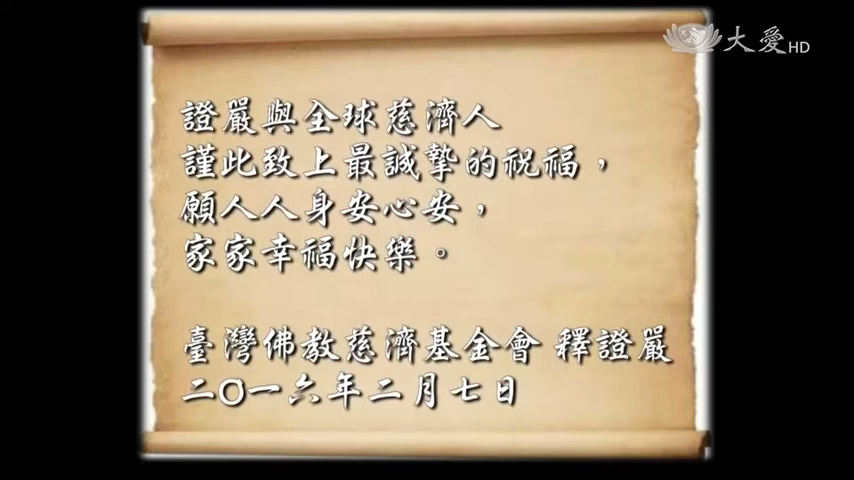 大愛HD
證嚴與全球慈濟人
謹此致上最誠摯的祝福，
願人人身安心安，
家家幸福快樂。
臺灣佛教慈濟基金會 釋證嚴
二O一六年二月七日